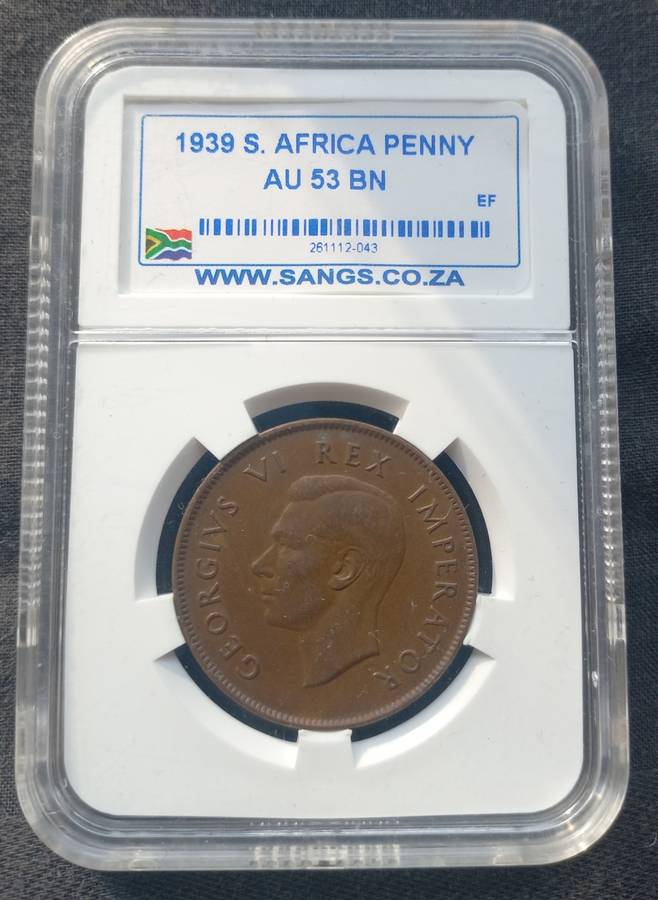 1939 S. AFRICA PENNY
AU 53 BN
EF
261112-043
WWW.SANGS.CO.ZA
GEORGIVS VI REX IMPERATOR